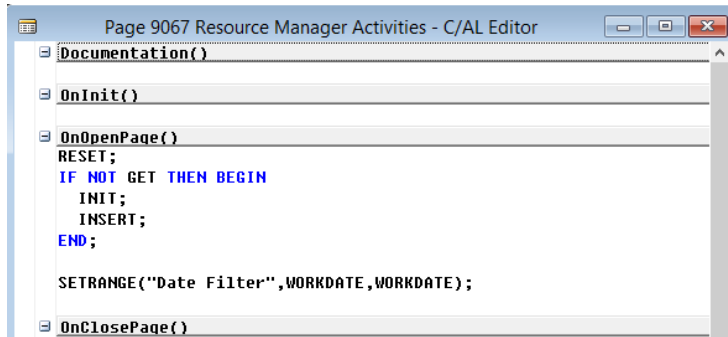 Page 9067 Resource Manager Activities - C/AL Editor
Documentation()
OnInit()
OnOpenPage()
RESET;
IF NOT GET THEN BEGIN
  INIT;
  INSERT;
END;
SETRANGE("Date Filter",WORKDATE,WORKDATE);
OnClosePage()